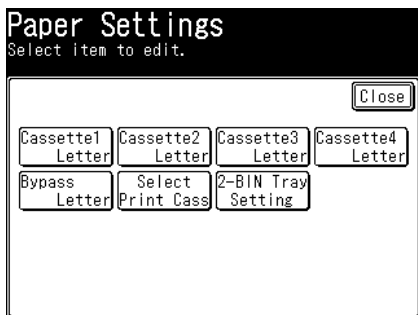 Paper Settings
Select item to edit.
Close
Cassette1 Cassette2 Cassette3 Cassette4
Letter Letter Letter Letter
Bypass Select 2-BIN Tray
Letter Print Cass Setting